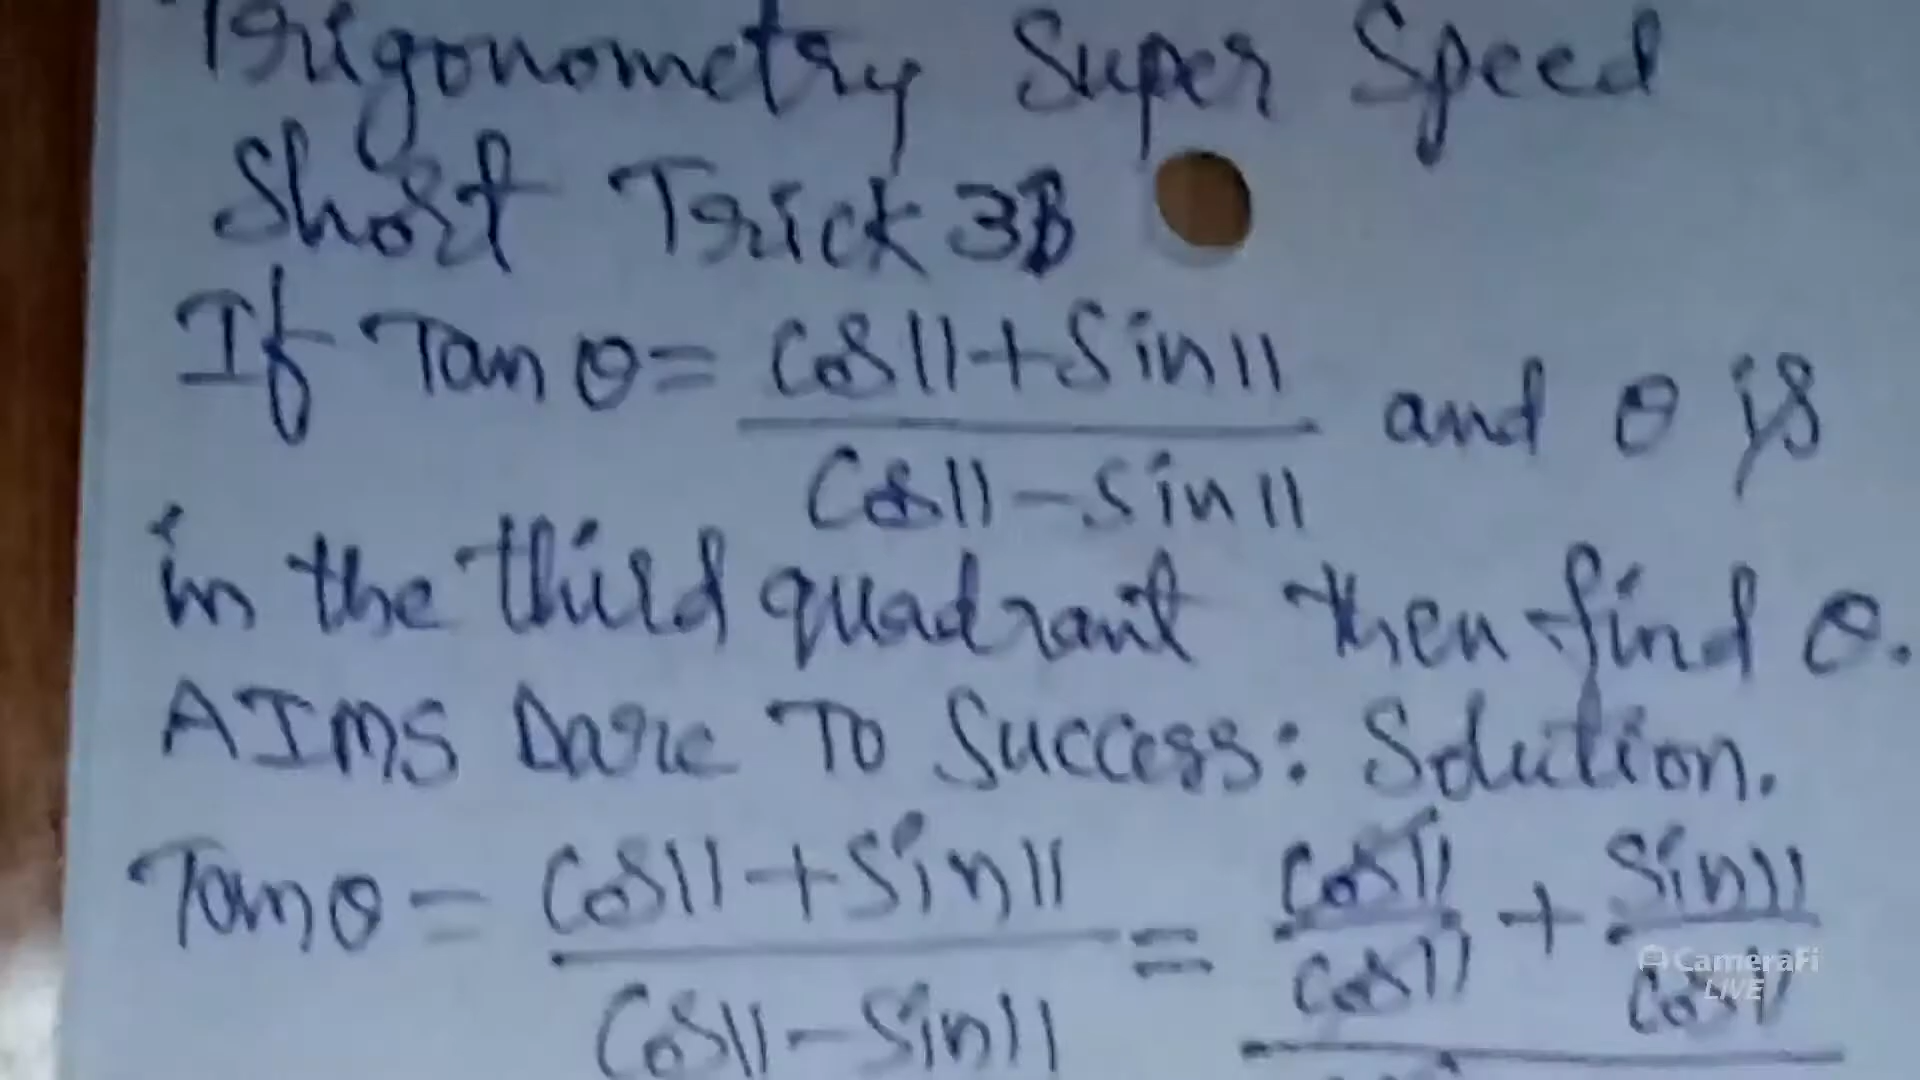 Trigonometry Super Speed
Short Trick 3B
If Tan θ = Cos11+Sin11 / Cos11-Sin11 and θ is
in the third quadrant then find θ.
AIMS Dare To Success: Solution.
Tan θ = Cos11+Sin11 / Cos11-Sin11 = Cos11/Cos11 + Sin11/Cos11
CameraFi
LIVE